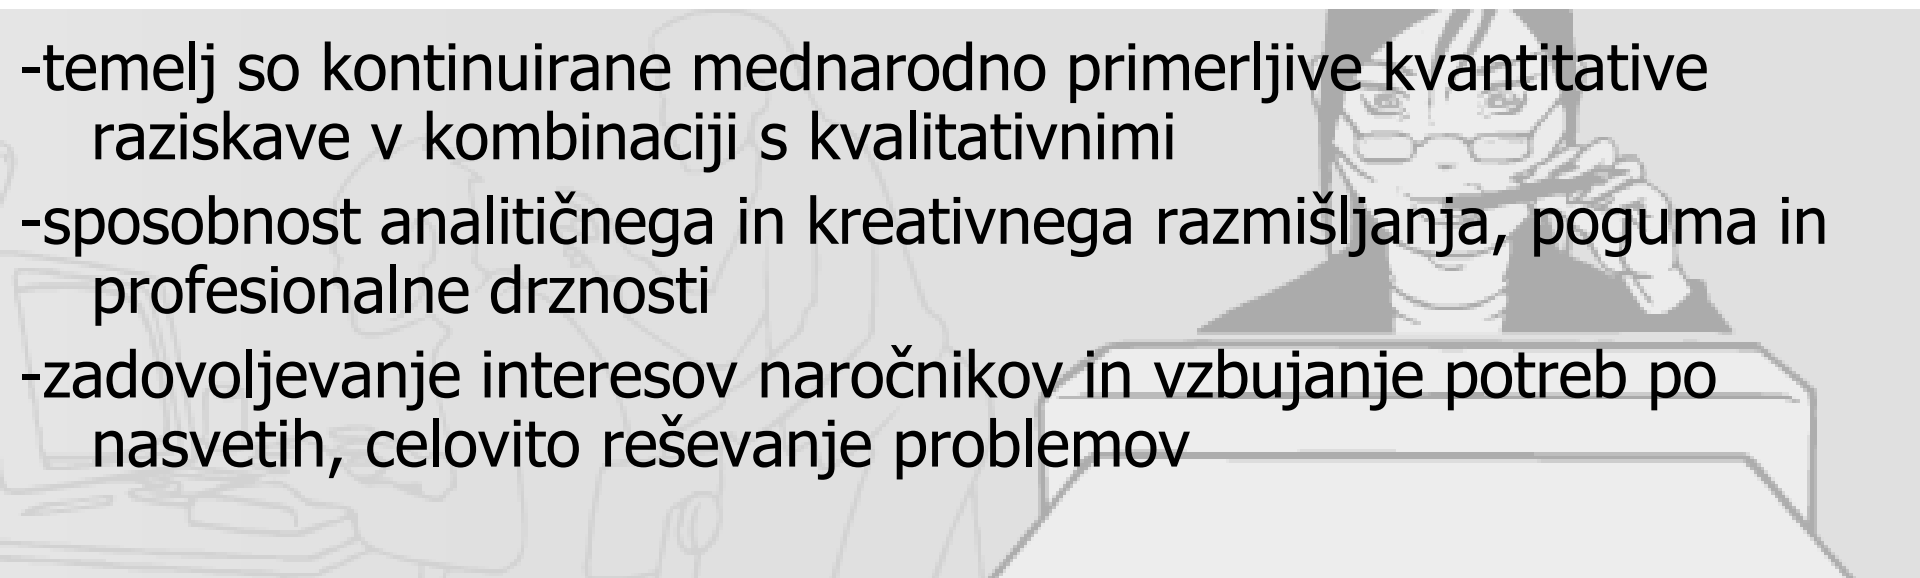 -temelj so kontinuirane mednarodno primerljive kvantitative
raziskave v kombinaciji s kvalitativnimi
-sposobnost analitičnega in kreativnega razmišljanja, poguma in
profesionalne drznosti
-zadovoljevanje interesov naročnikov in vzbujanje potreb po
nasvetih, celovito reševanje problemov